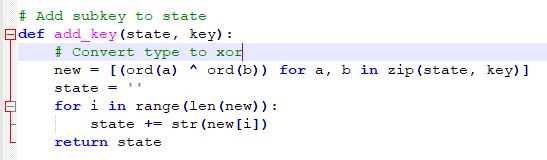 # Add subkey to state
def add_key(state, key):
    # Convert type to xor
    new = [(ord(a) ^ ord(b)) for a, b in zip(state, key)]
    state = ''
    for i in range(len(new)):
        state += str(new[i])
    return state